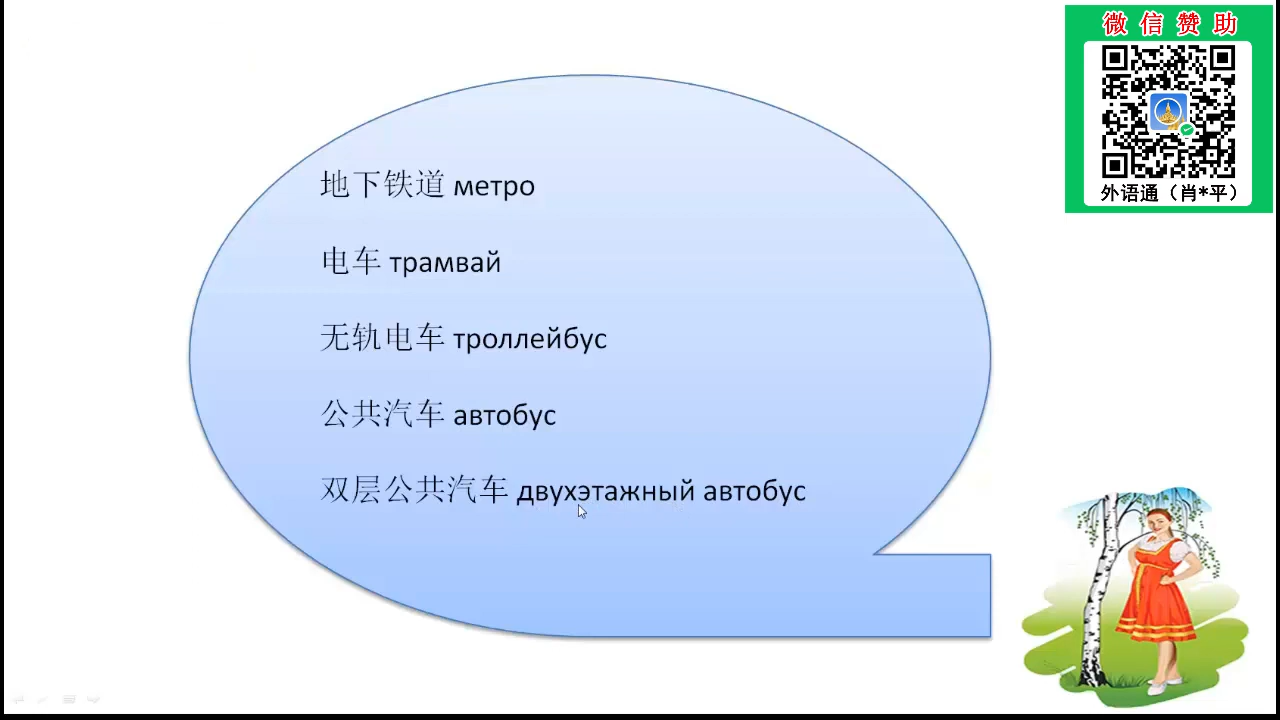 微信赞助
外语通（肖*平）
地下铁道 метро
电车 трамвай
无轨电车 троллейбус
公共汽车 автобус
双层公共汽车 двухэтажный автобус